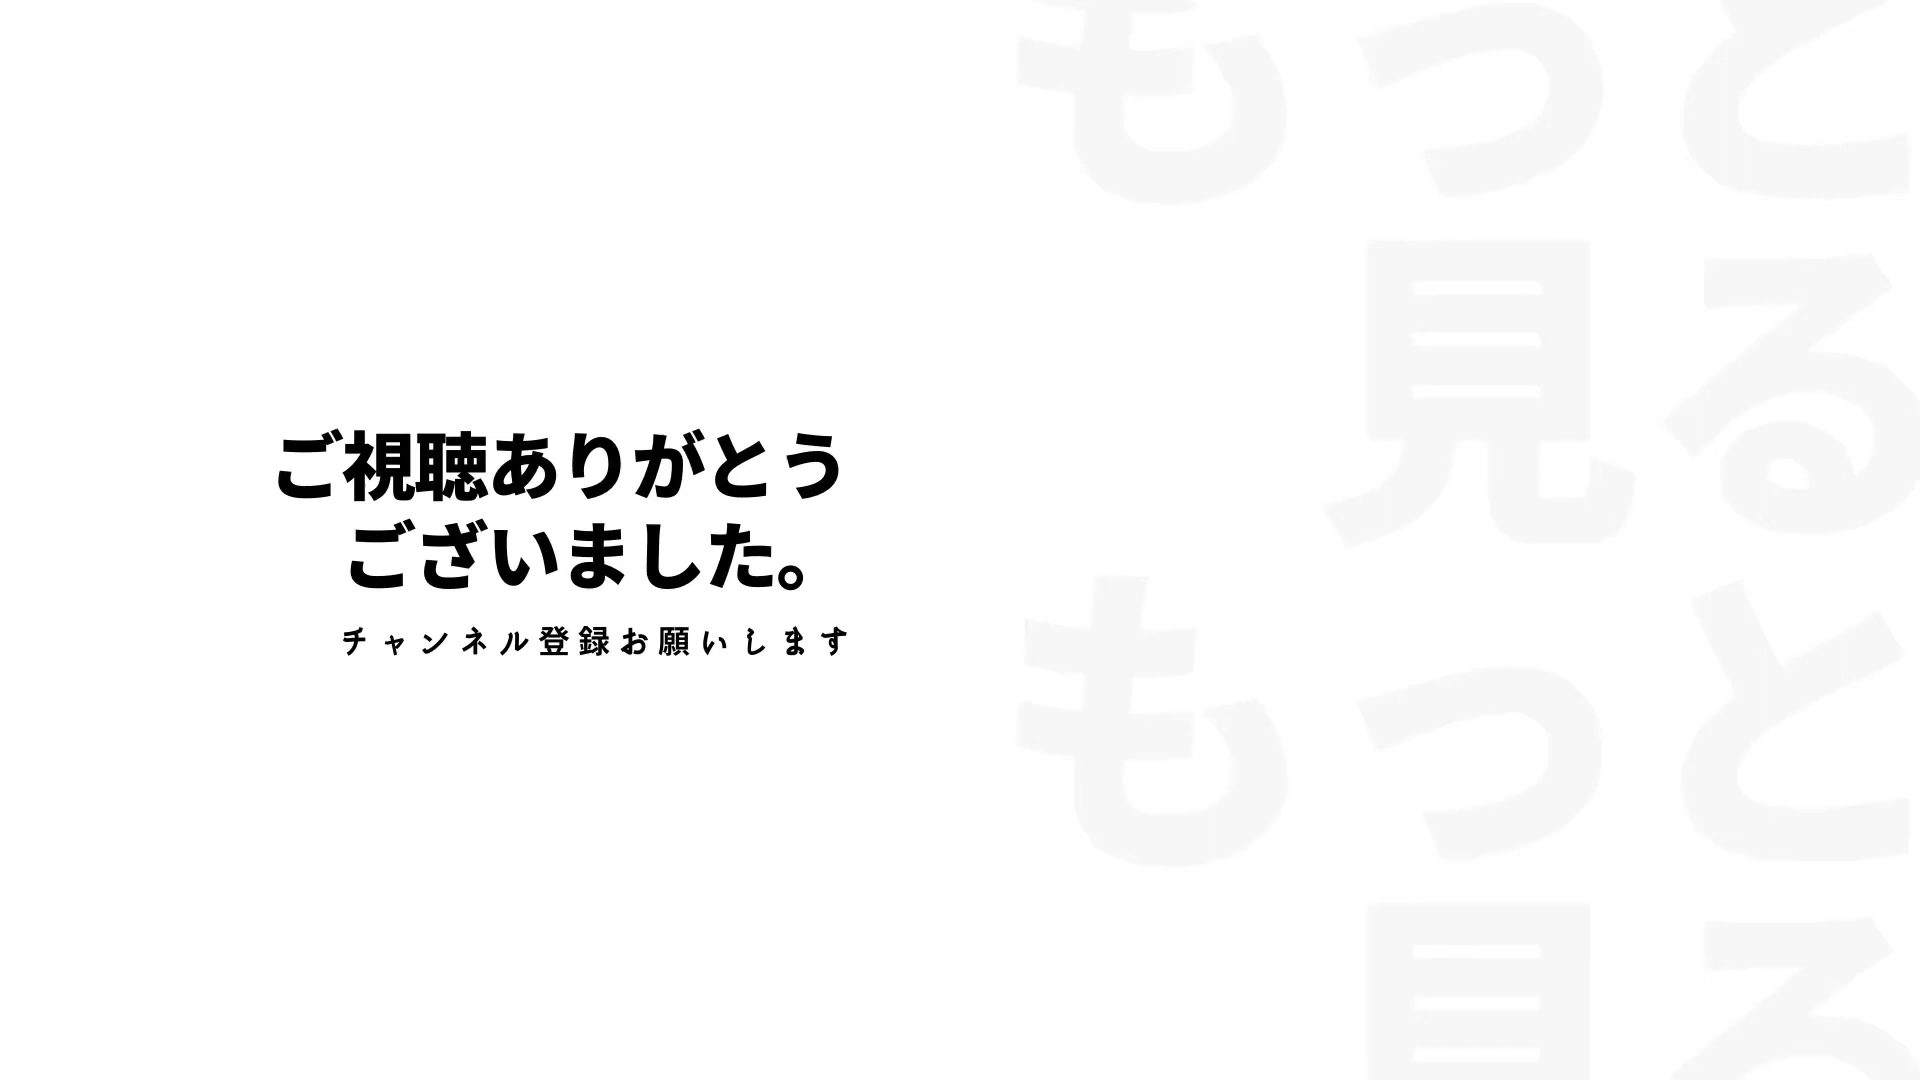 ご視聴ありがとう
ございました。
チャンネル登録お願いします
もっと
見る
もっと
見る